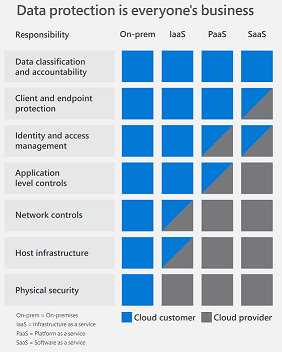 Data protection is everyone's business
Responsibility On-prem IaaS PaaS SaaS
Data classification
and accountability
Client and endpoint
protection
Identity and access
management
Application
level controls
Network controls
Host infrastructure
Physical security
On-prem = On-premises
IaaS = Infrastructure as a service
PaaS = Platform as a service
SaaS = Software as a service
Cloud customer Cloud provider